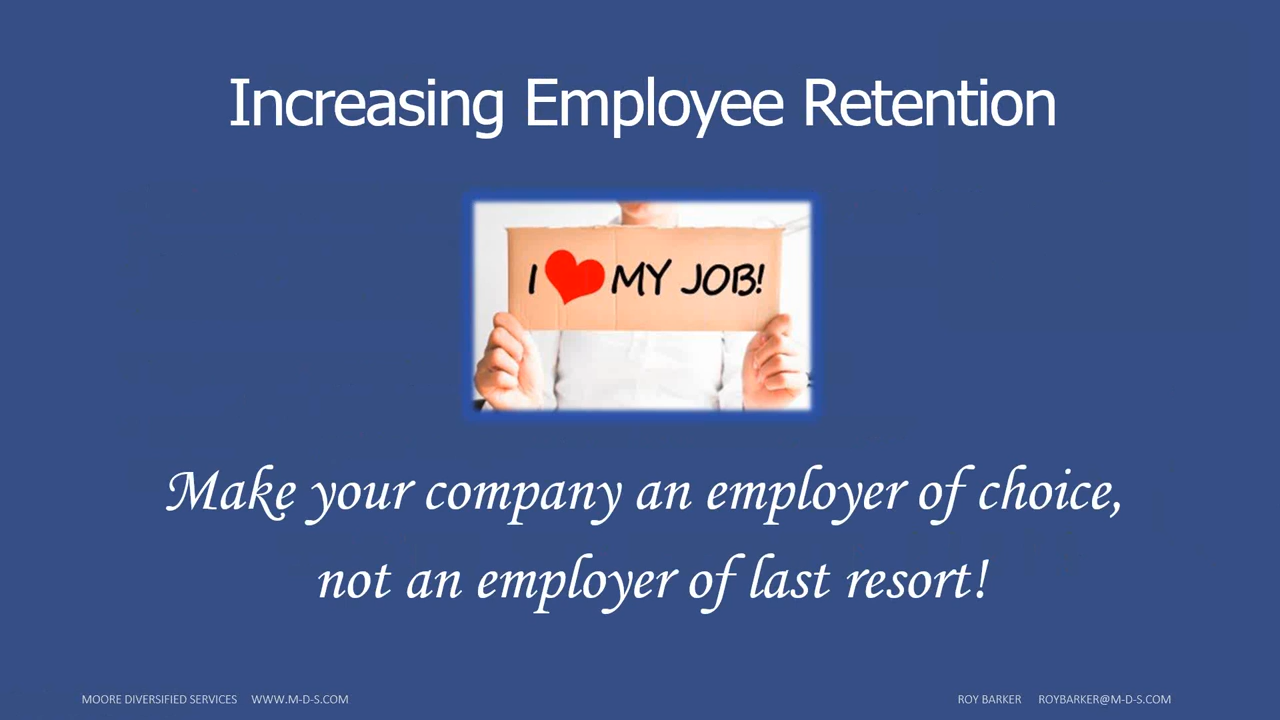 Increasing Employee Retention
I ❤ MY JOB!
Make your company an employer of choice,
not an employer of last resort!
MOORE DIVERSIFIED SERVICES WWW.M-D-S.COM ROY BARKER ROYBARKER@M-D-S.COM